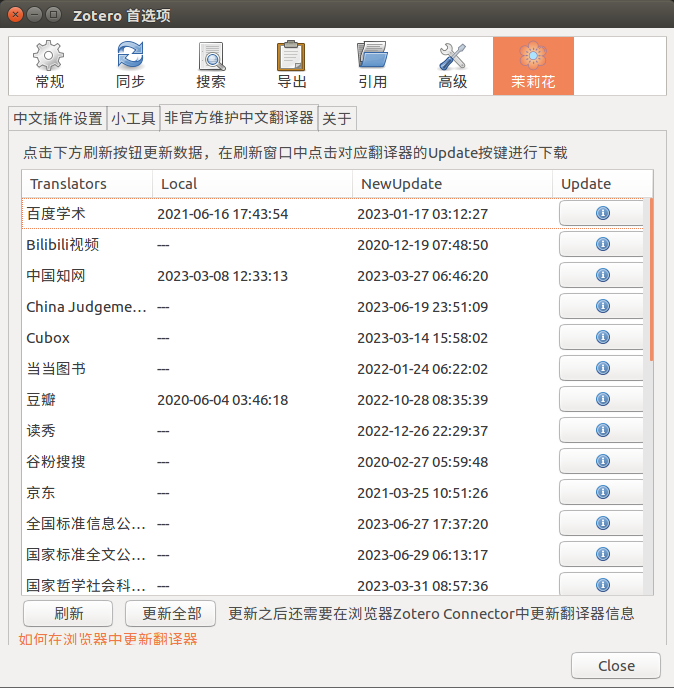 Zotero 首选项
常规 同步 搜索 导出 引用 高级 茉莉花
中文插件设置 小工具 非官方维护中文翻译器 关于
点击下方刷新按钮更新数据，在刷新窗口中点击对应翻译器的Update按键进行下载
Translators Local NewUpdate Update
百度学术 2021-06-16 17:43:54 2023-01-17 03:12:27
Bilibili视频 --- 2020-12-19 07:48:50
中国知网 2023-03-08 12:33:13 2023-03-27 06:46:20
China Judgeme... --- 2023-06-19 23:51:09
Cubox --- 2023-03-14 15:58:02
当当图书 --- 2022-01-24 06:22:02
豆瓣 2020-06-04 03:46:18 2022-10-28 08:35:39
读秀 --- 2022-12-26 22:29:37
谷粉搜搜 --- 2020-02-27 05:59:48
京东 --- 2021-03-25 10:51:26
全国标准信息公... --- 2023-06-27 17:37:20
国家标准全文公... --- 2023-06-29 06:13:17
国家哲学社会科... --- 2023-03-31 08:57:36
刷新 更新全部 更新之后还需要在浏览器Zotero Connector中更新翻译器信息
如何在浏览器中更新翻译器
Close